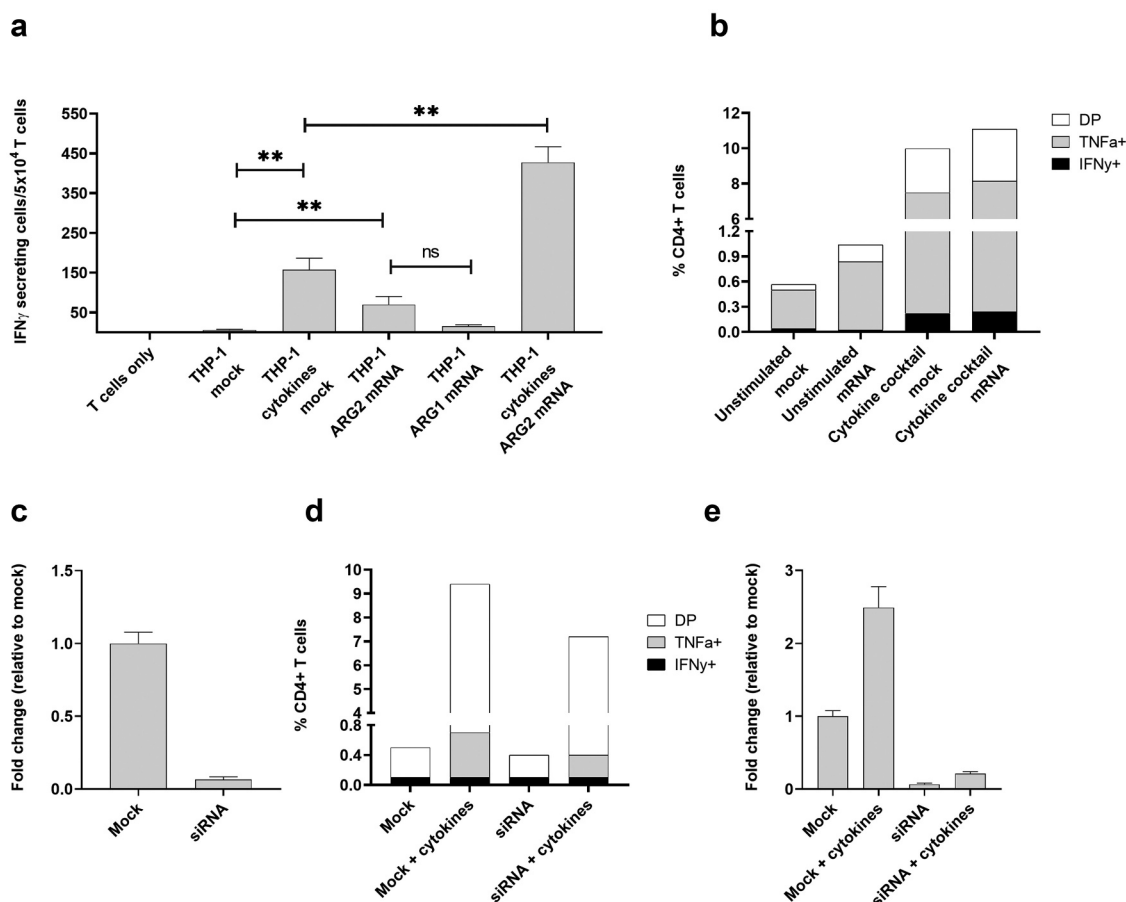 a
IFNγ secreting cells/5x10⁴ T cells
550
450
350
250
150
50
**
**
**
ns
T cells only
THP-1
mock
THP-1
cytokines
mock
THP-1
ARG2 mRNA
THP-1
ARG1 mRNA
THP-1
cytokines
ARG2 mRNA
b
% CD4+ T cells
12
10
8
6
1.2
0.9
0.6
0.3
0.0
DP
TNFa+
IFNy+
Unstimulated
mock
Unstimulated
mRNA
Cytokine cocktail
mock
Cytokine cocktail
mRNA
c
Fold change (relative to mock)
1.5
1.0
0.5
0.0
Mock
siRNA
d
% CD4+ T cells
10
9
8
7
6
5
4
0.8
0.4
0.0
DP
TNFa+
IFNy+
Mock
Mock + cytokines
siRNA
siRNA + cytokines
e
Fold change (relative to mock)
3
2
1
0
Mock
Mock + cytokines
siRNA
siRNA + cytokines